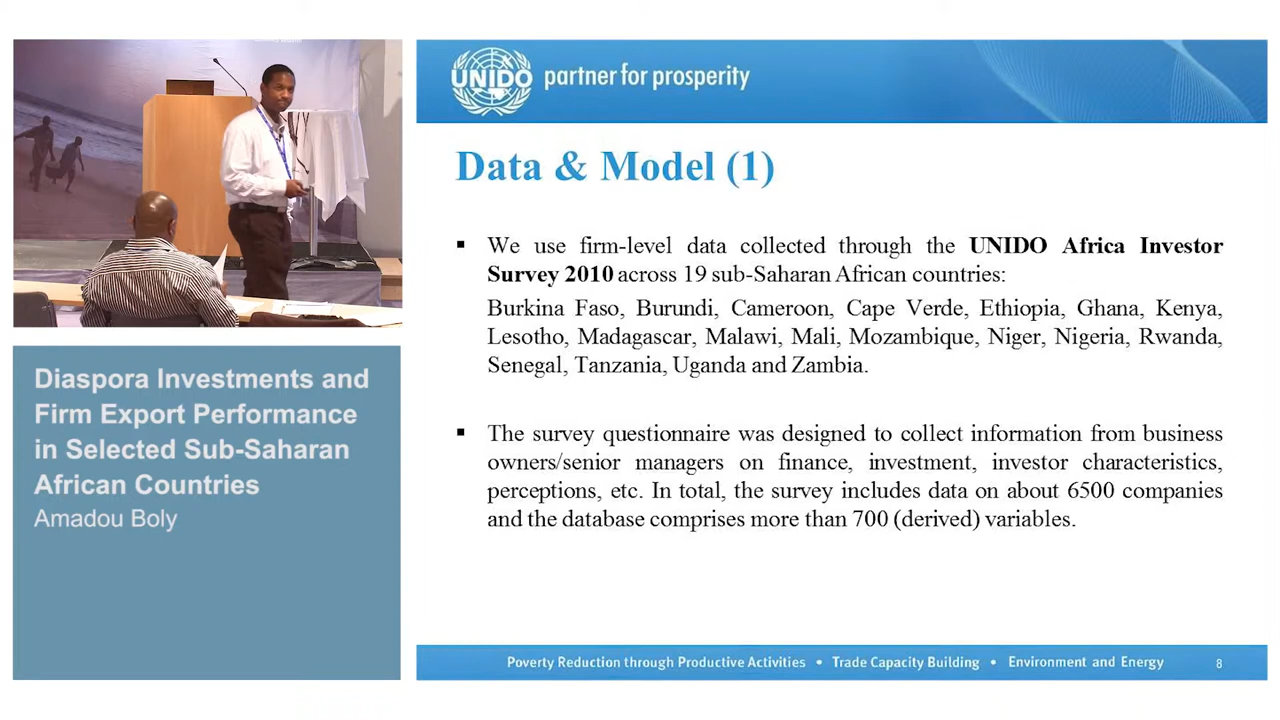 UNIDO partner for prosperity
Data & Model (1)
▪ We use firm-level data collected through the UNIDO Africa Investor
Survey 2010 across 19 sub-Saharan African countries:
Burkina Faso, Burundi, Cameroon, Cape Verde, Ethiopia, Ghana, Kenya,
Lesotho, Madagascar, Malawi, Mali, Mozambique, Niger, Nigeria, Rwanda,
Senegal, Tanzania, Uganda and Zambia.
▪ The survey questionnaire was designed to collect information from business
owners/senior managers on finance, investment, investor characteristics,
perceptions, etc. In total, the survey includes data on about 6500 companies
and the database comprises more than 700 (derived) variables.
Poverty Reduction through Productive Activities • Trade Capacity Building • Environment and Energy 8
Diaspora Investments and
Firm Export Performance
in Selected Sub-Saharan
African Countries
Amadou Boly